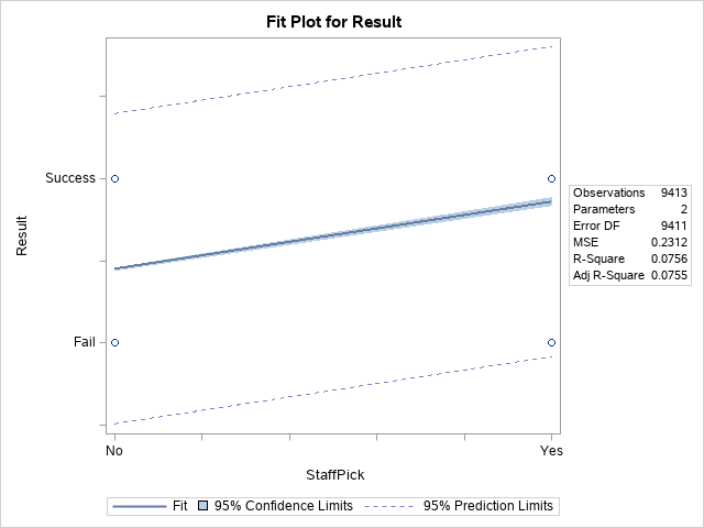 Fit Plot for Result
Result
Success
Fail
Observations 9413
Parameters 2
Error DF 9411
MSE 0.2312
R-Square 0.0756
Adj R-Square 0.0755
No
Yes
StaffPick
Fit 95% Confidence Limits 95% Prediction Limits